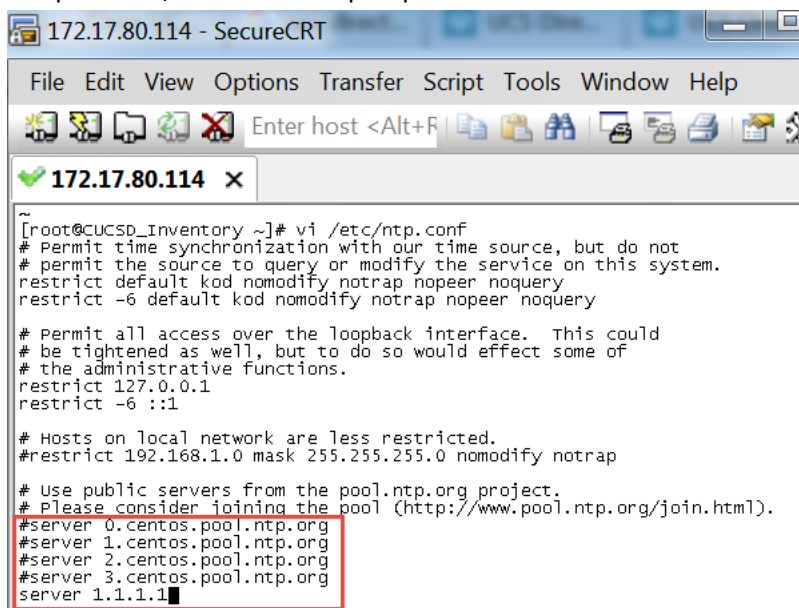 172.17.80.114 - SecureCRT
File Edit View Options Transfer Script Tools Window Help
Enter host <Alt+R
172.17.80.114
~
[root@CUCSD_Inventory ~]# vi /etc/ntp.conf
# Permit time synchronization with our time source, but do not
# permit the source to query or modify the service on this system.
restrict default kod nomodify notrap nopeer noquery
restrict -6 default kod nomodify notrap nopeer noquery
# Permit all access over the loopback interface.  This could
# be tightened as well, but to do so would effect some of
# the administrative functions.
restrict 127.0.0.1
restrict -6 ::1
# Hosts on local network are less restricted.
#restrict 192.168.1.0 mask 255.255.255.0 nomodify notrap
# Use public servers from the pool.ntp.org project.
# Please consider joining the pool (http://www.pool.ntp.org/join.html).
#server 0.centos.pool.ntp.org
#server 1.centos.pool.ntp.org
#server 2.centos.pool.ntp.org
#server 3.centos.pool.ntp.org
server 1.1.1.1